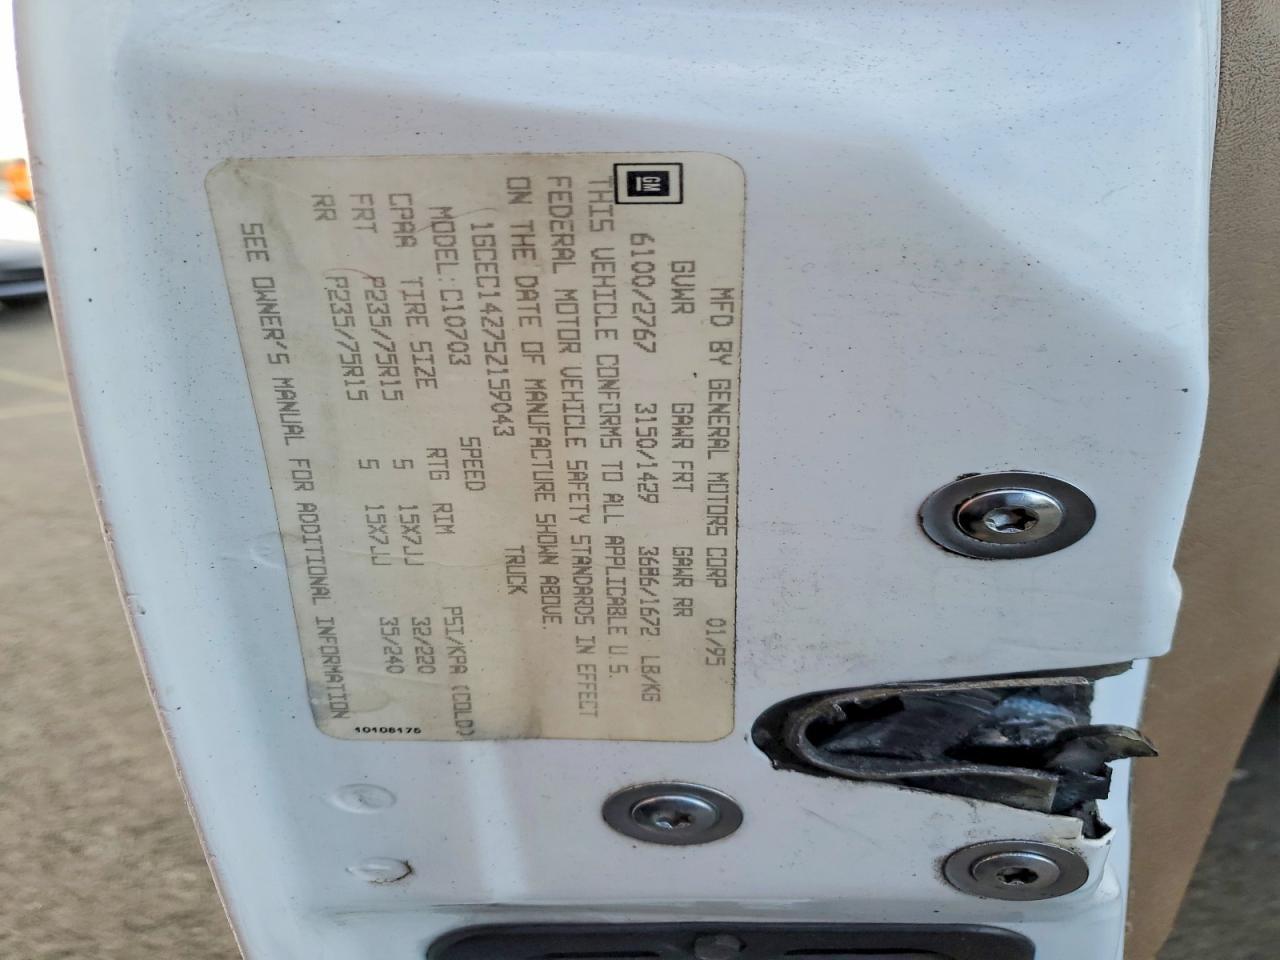 GM
MFD BY GENERAL MOTORS CORP 01/95
GVWR GAWR FRT GAWR RR
6100/2767 3150/1429 3686/1672 LB/KG
THIS VEHICLE CONFORMS TO ALL APPLICABLE U.S.
FEDERAL MOTOR VEHICLE SAFETY STANDARDS IN EFFECT
ON THE DATE OF MANUFACTURE SHOWN ABOVE.
1GCEC14Z7SZ159043 TRUCK
MODEL: C10703 SPEED
CPAA TIRE SIZE RTG RIM PSI/KPA (COLD)
FRT P235/75R15 S 15X7JJ 32/220
RR P235/75R15 S 15X7JJ 35/240
SEE OWNER'S MANUAL FOR ADDITIONAL INFORMATION
10108175